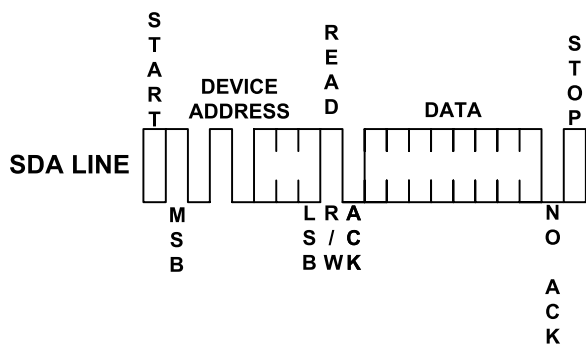 START
READ
STOP
DEVICE
ADDRESS
DATA
SDA LINE
MSB
LSB
R/W
ACK
NO ACK